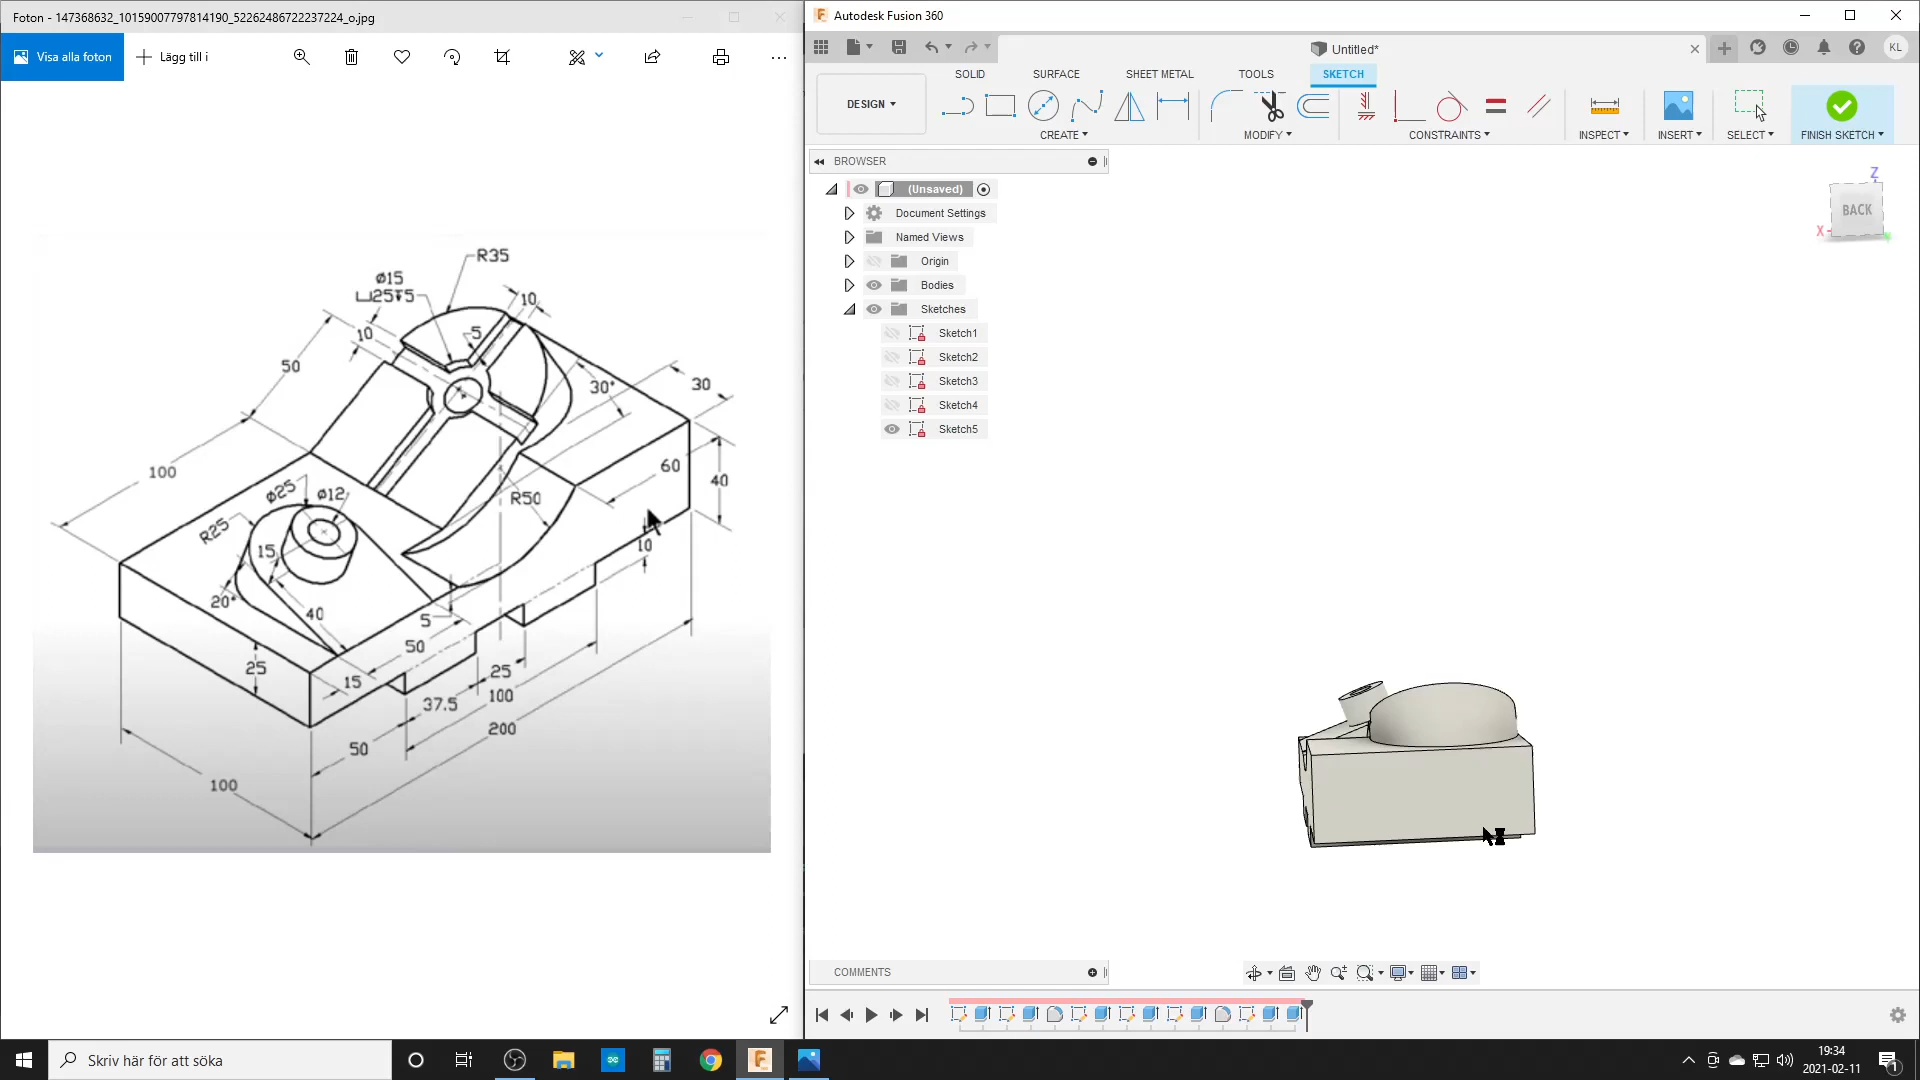 Foton - 147368632_10159007797814190_52262486722237224_o.jpg
Visa alla foton
Lägg till i
R35
ø15
⌴25↧5
10
10
5
50
30°
30
100
60
40
ø25
ø12
R50
R25
15
10
20°
40
5
50
25
15
25
37.5
100
200
50
100
Autodesk Fusion 360
Untitled*
KL
SOLID
SURFACE
SHEET METAL
TOOLS
SKETCH
DESIGN
CREATE
MODIFY
CONSTRAINTS
INSPECT
INSERT
SELECT
FINISH SKETCH
BROWSER
(Unsaved)
Document Settings
Named Views
Origin
Bodies
Sketches
Sketch1
Sketch2
Sketch3
Sketch4
Sketch5
Z
BACK
X
COMMENTS
Skriv här för att söka
19:34
2021-02-11
1